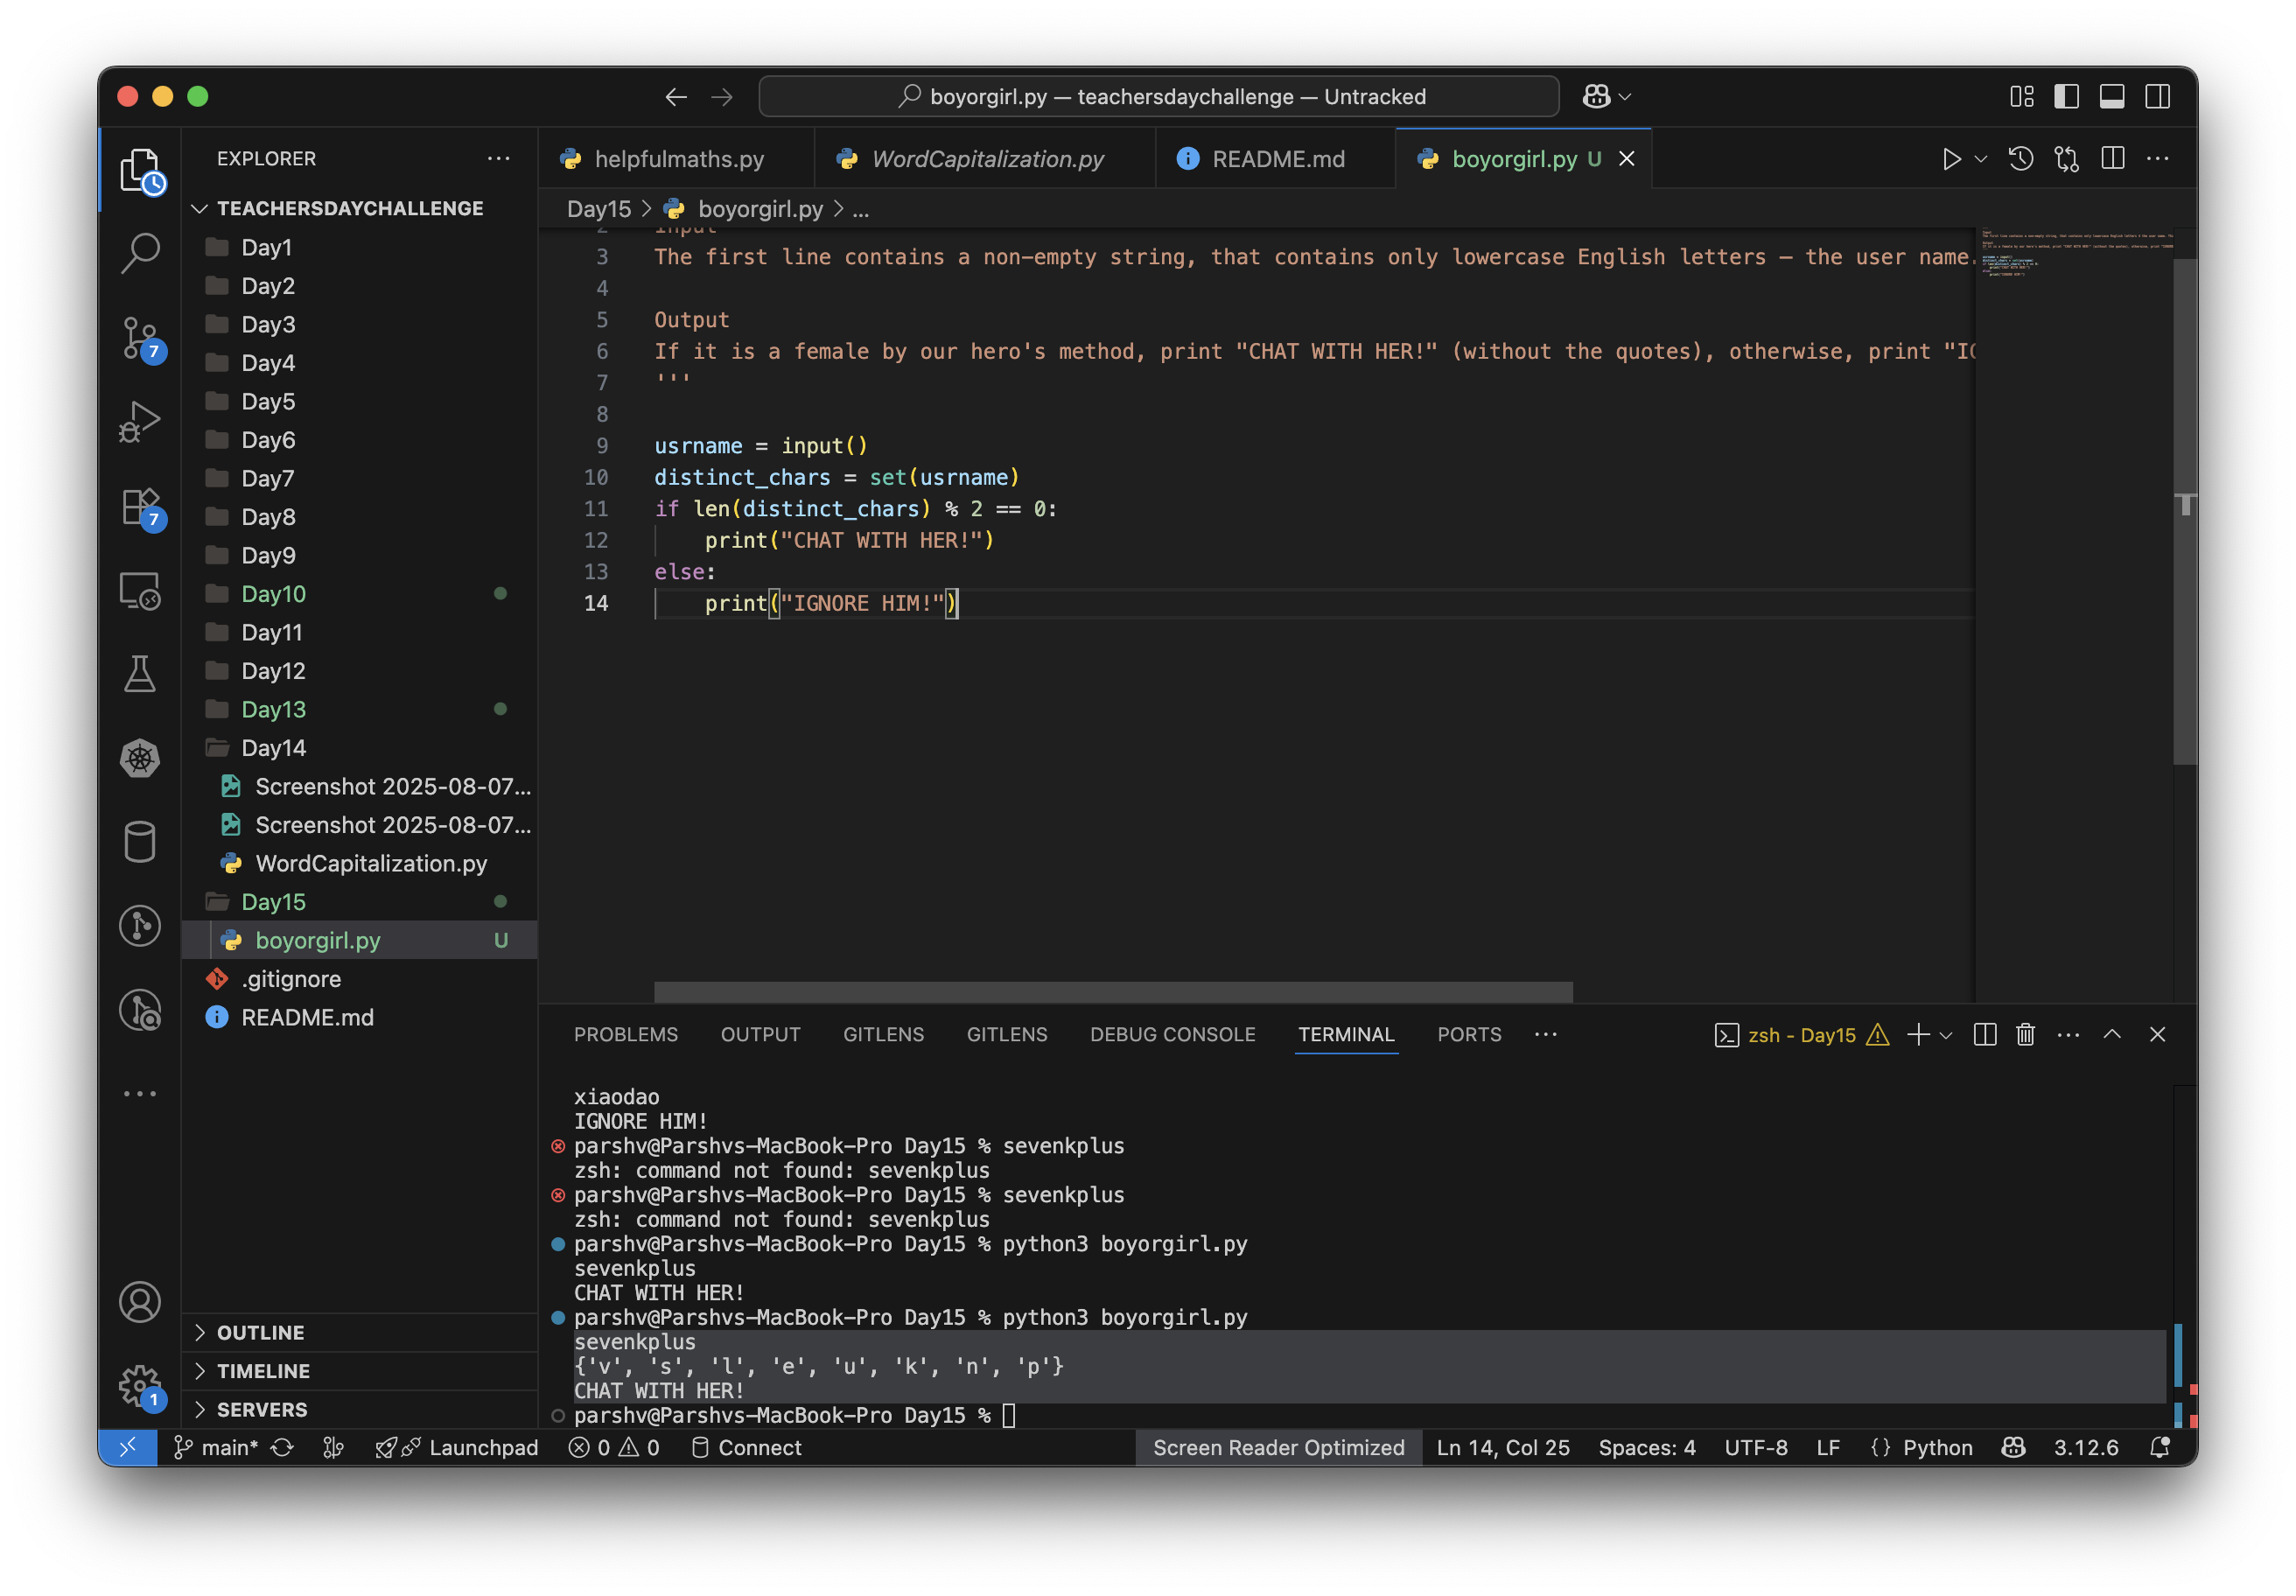 boyorgirl.py — teachersdaychallenge — Untracked
EXPLORER
TEACHERSDAYCHALLENGE
Day1
Day2
Day3
Day4
Day5
Day6
Day7
Day8
Day9
Day10
Day11
Day12
Day13
Day14
Screenshot 2025-08-07...
Screenshot 2025-08-07...
WordCapitalization.py
Day15
boyorgirl.py U
.gitignore
README.md
OUTLINE
TIMELINE
SERVERS
7
7
1
helpfulmaths.py WordCapitalization.py README.md boyorgirl.py U
Day15 > boyorgirl.py > ...
2 Input
3 The first line contains a non-empty string, that contains only lowercase English letters — the user name.
4
5 Output
6 If it is a female by our hero's method, print "CHAT WITH HER!" (without the quotes), otherwise, print "IG
7 '''
8
9 usrname = input()
10 distinct_chars = set(usrname)
11 if len(distinct_chars) % 2 == 0:
12 print("CHAT WITH HER!")
13 else:
14 print("IGNORE HIM!")
PROBLEMS OUTPUT GITLENS GITLENS DEBUG CONSOLE TERMINAL PORTS ... zsh - Day15
xiaodao
IGNORE HIM!
parshv@Parshvs-MacBook-Pro Day15 % sevenkplus
zsh: command not found: sevenkplus
parshv@Parshvs-MacBook-Pro Day15 % sevenkplus
zsh: command not found: sevenkplus
parshv@Parshvs-MacBook-Pro Day15 % python3 boyorgirl.py
sevenkplus
CHAT WITH HER!
parshv@Parshvs-MacBook-Pro Day15 % python3 boyorgirl.py
sevenkplus
{'v', 's', 'l', 'e', 'u', 'k', 'n', 'p'}
CHAT WITH HER!
parshv@Parshvs-MacBook-Pro Day15 %
main* Launchpad 0 0 Connect Screen Reader Optimized Ln 14, Col 25 Spaces: 4 UTF-8 LF {} Python 3.12.6